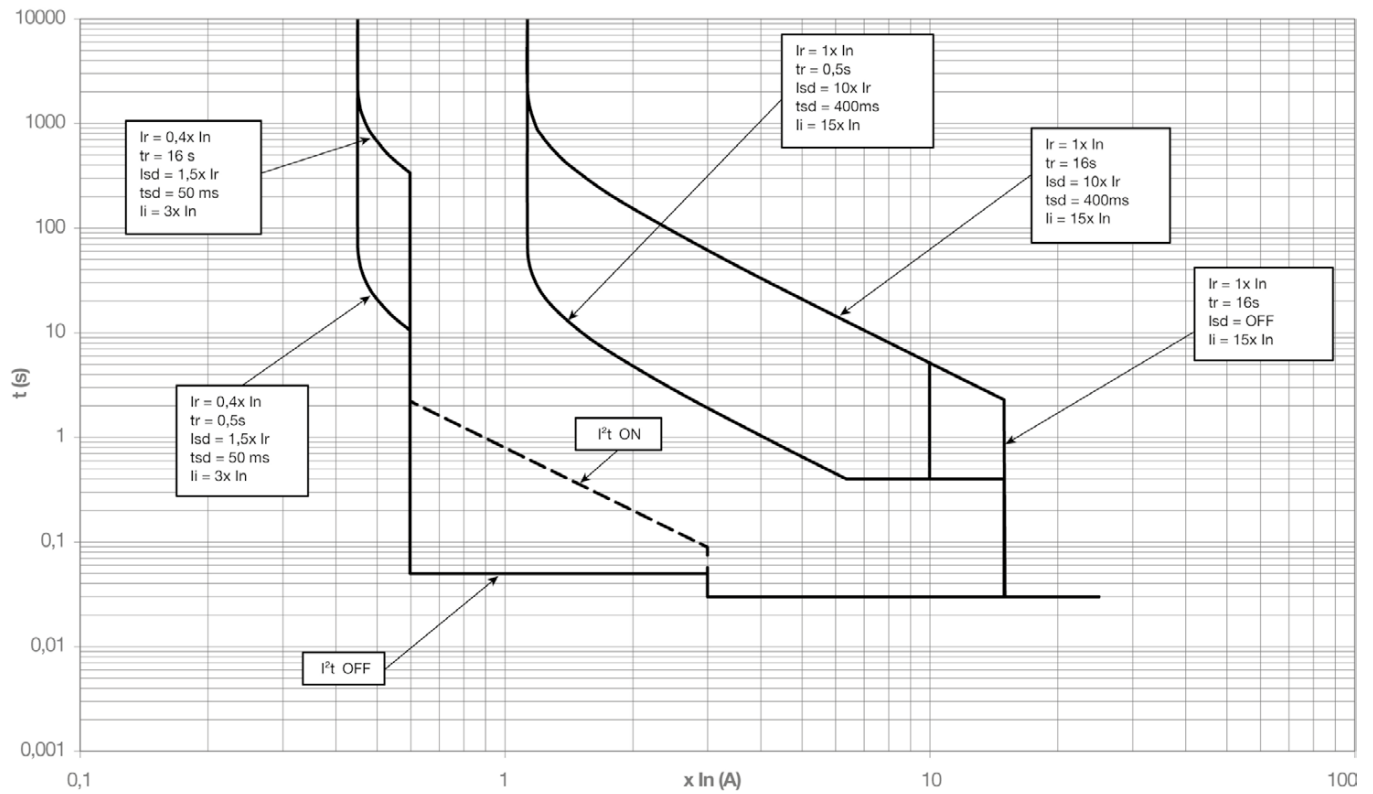 10000
1000
100
10
1
0,1
0,01
0,001
t (s)
0,1
1
x In (A)
10
100
Ir = 0,4x In
tr = 16 s
Isd = 1,5x Ir
tsd = 50 ms
Ii = 3x In
Ir = 1x In
tr = 0,5s
Isd = 10x Ir
tsd = 400ms
Ii = 15x In
Ir = 1x In
tr = 16s
Isd = 10x Ir
tsd = 400ms
Ii = 15x In
Ir = 1x In
tr = 16s
Isd = OFF
Ii = 15x In
Ir = 0,4x In
tr = 0,5s
Isd = 1,5x Ir
tsd = 50 ms
Ii = 3x In
I²t ON
I²t OFF